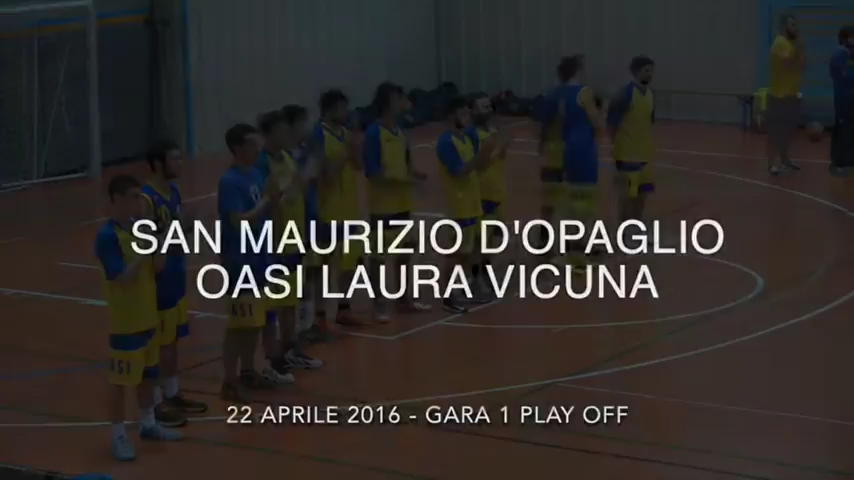 SAN MAURIZIO D'OPAGLIO
OASI LAURA VICUNA
22 APRILE 2016 - GARA 1 PLAY OFF